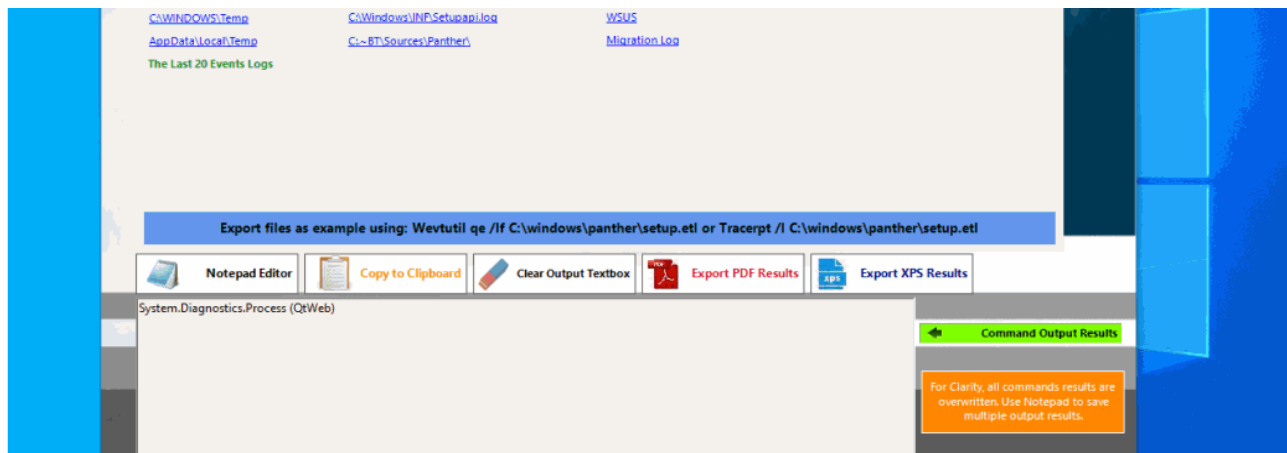 C:\WINDOWS\Temp C:\Windows\INF\Setupapi.log WSUS
AppData\Local\Temp C:~BT\Sources\Panther\ Migration Log
The Last 20 Events Logs
Export files as example using: Wevtutil qe /lf C:\windows\panther\setup.etl or Tracerpt /l C:\windows\panther\setup.etl
Notepad Editor Copy to Clipboard Clear Output Textbox PDF Export PDF Results xps Export XPS Results
System.Diagnostics.Process (QtWeb)
Command Output Results
For Clarity, all commands results are
overwritten. Use Notepad to save
multiple output results.